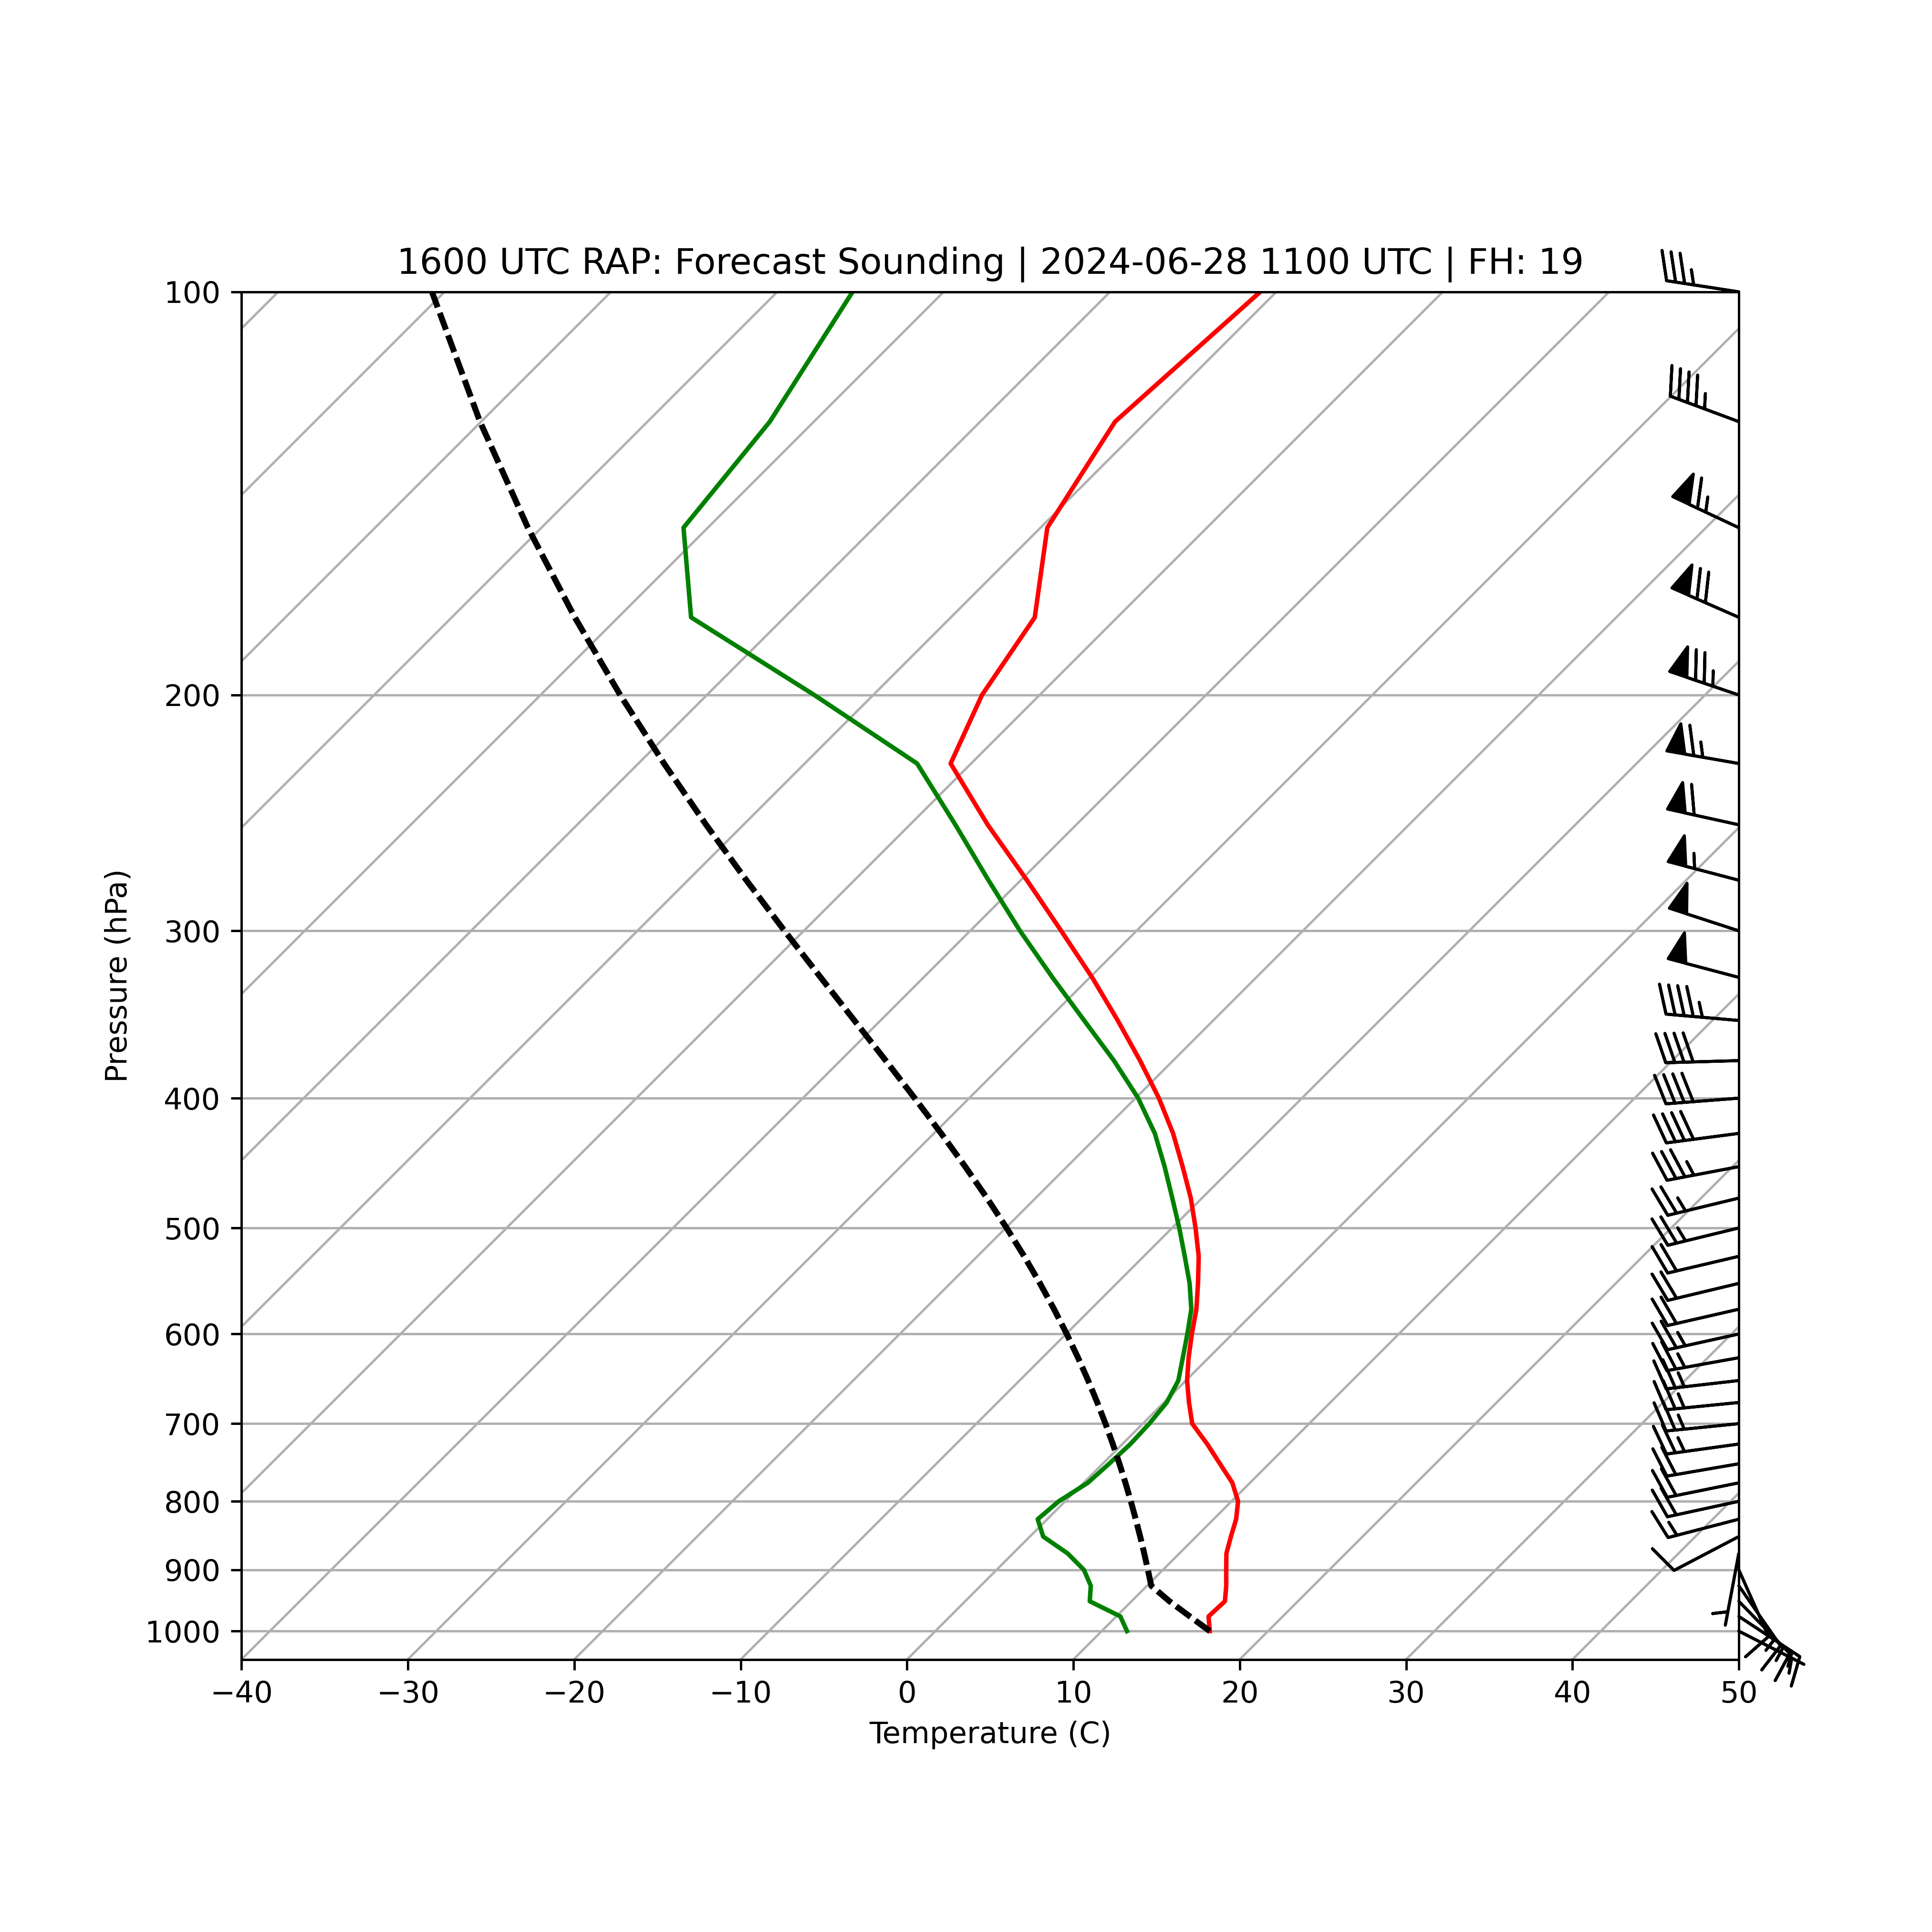 1600 UTC RAP: Forecast Sounding | 2024-06-28 1100 UTC | FH: 19
100
200
300
400
500
600
700
800
900
1000
Pressure (hPa)
−40 −30 −20 −10 0 10 20 30 40 50
Temperature (C)